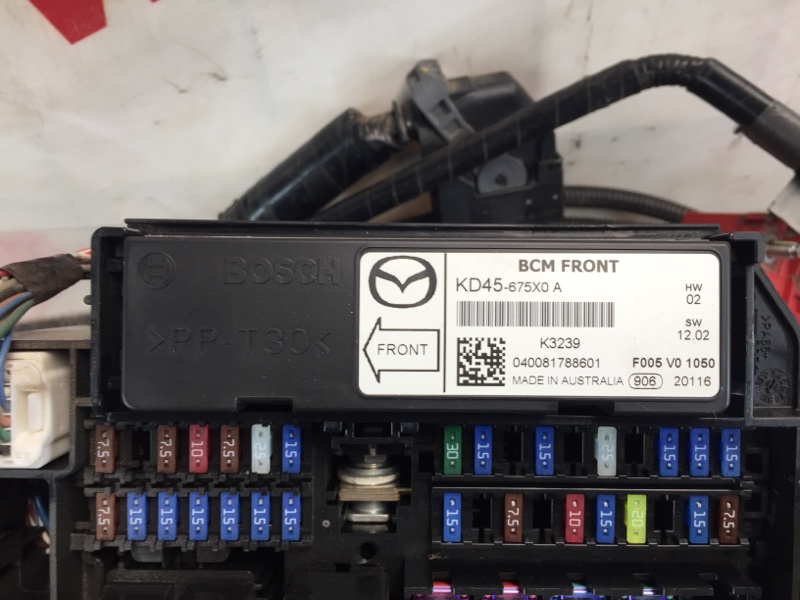 BOSCH
>PP-T30<
BCM FRONT
KD45-675X0 A
HW
02
SW
12.02
FRONT
K3239
040081788601
F005 V0 1050
MADE IN AUSTRALIA 906 20116
7.5 7.5 10 7.5 25 15 30 15 15 25 15 15 15
7.5 15 15 15 15 15 15 15 7.5 10 15 20 15 7.5